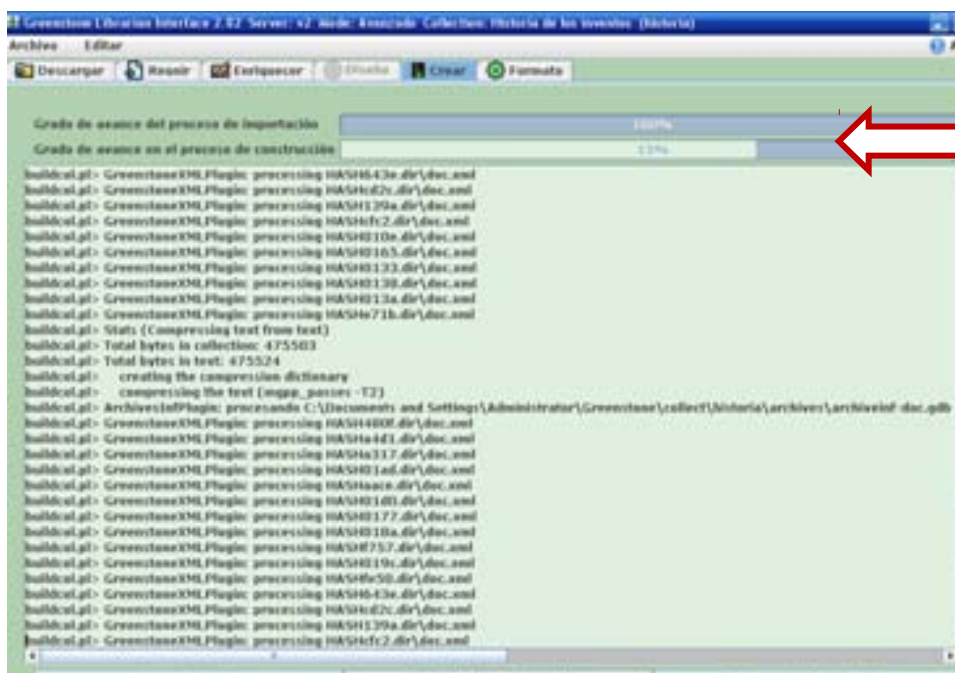 Greenstone Librarian Interface 2.82 Server: v2 Mode: Avanzado Collection: Historia de los inventos (historia)
Archivo Editar
Descargar Reunir Enriquecer Diseño Crear Formato
Grado de avance del proceso de importación 100%
Grado de avance en el proceso de construcción
buildcol.pl> GreenstoneXMLPlugin: processing HASH643e.dir\doc.xml
buildcol.pl> GreenstoneXMLPlugin: processing HASHcd2c.dir\doc.xml
buildcol.pl> GreenstoneXMLPlugin: processing HASH139a.dir\doc.xml
buildcol.pl> GreenstoneXMLPlugin: processing HASHcfc2.dir\doc.xml
buildcol.pl> GreenstoneXMLPlugin: processing HASH010e.dir\doc.xml
buildcol.pl> GreenstoneXMLPlugin: processing HASH0165.dir\doc.xml
buildcol.pl> GreenstoneXMLPlugin: processing HASH0133.dir\doc.xml
buildcol.pl> GreenstoneXMLPlugin: processing HASH0138.dir\doc.xml
buildcol.pl> GreenstoneXMLPlugin: processing HASH013a.dir\doc.xml
buildcol.pl> GreenstoneXMLPlugin: processing HASHe71b.dir\doc.xml
buildcol.pl> Stats (Compressing text from text)
buildcol.pl> Total bytes in collection: 475503
buildcol.pl> Total bytes in text: 475524
buildcol.pl> creating the compression dictionary
buildcol.pl> compressing the text (mgpp_passes -T2)
buildcol.pl> ArchivesInfPlugin: procesando C:\Documents and Settings\Administrator\Greenstone\collect\historia\archives\archiveinf-doc.gdb
buildcol.pl> GreenstoneXMLPlugin: processing HASH480f.dir\doc.xml
buildcol.pl> GreenstoneXMLPlugin: processing HASHa4d1.dir\doc.xml
buildcol.pl> GreenstoneXMLPlugin: processing HASHa317.dir\doc.xml
buildcol.pl> GreenstoneXMLPlugin: processing HASH01ad.dir\doc.xml
buildcol.pl> GreenstoneXMLPlugin: processing HASHaace.dir\doc.xml
buildcol.pl> GreenstoneXMLPlugin: processing HASH01d0.dir\doc.xml
buildcol.pl> GreenstoneXMLPlugin: processing HASH0177.dir\doc.xml
buildcol.pl> GreenstoneXMLPlugin: processing HASH018a.dir\doc.xml
buildcol.pl> GreenstoneXMLPlugin: processing HASHf757.dir\doc.xml
buildcol.pl> GreenstoneXMLPlugin: processing HASH019c.dir\doc.xml
buildcol.pl> GreenstoneXMLPlugin: processing HASHfe50.dir\doc.xml
buildcol.pl> GreenstoneXMLPlugin: processing HASH643e.dir\doc.xml
buildcol.pl> GreenstoneXMLPlugin: processing HASHcd2c.dir\doc.xml
buildcol.pl> GreenstoneXMLPlugin: processing HASH139a.dir\doc.xml
buildcol.pl> GreenstoneXMLPlugin: processing HASHcfc2.dir\doc.xml